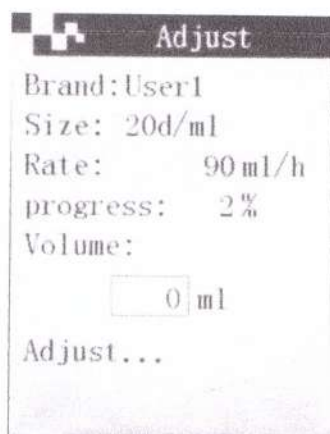 Adjust
Brand:User1
Size: 20d/ml
Rate: 90 ml/h
progress: 2%
Volume:
0 ml
Adjust...